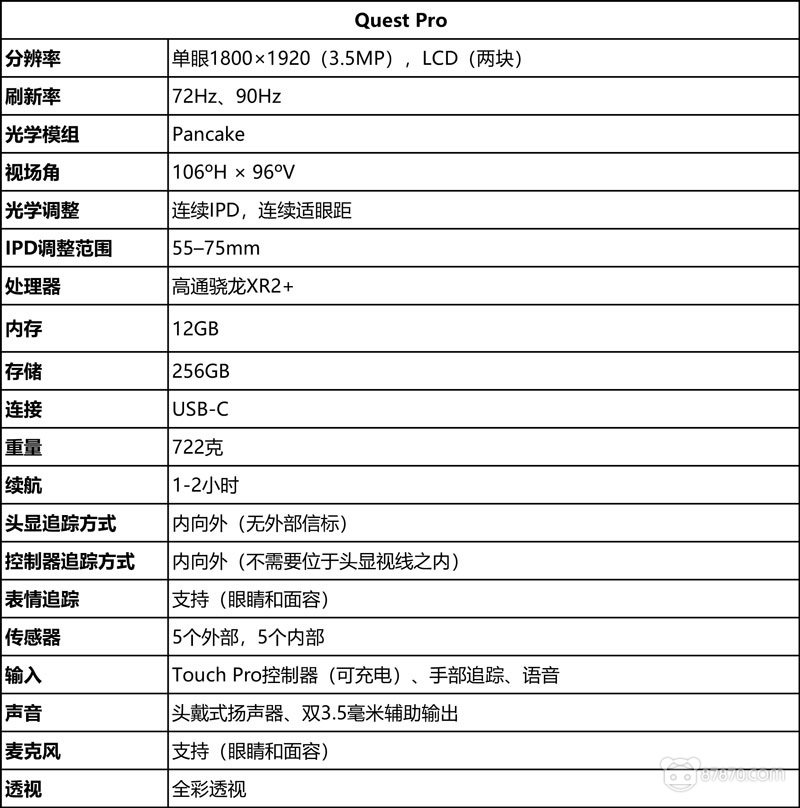 Quest Pro
分辨率 单眼1800×1920（3.5MP），LCD（两块）
刷新率 72Hz、90Hz
光学模组 Pancake
视场角 106ºH × 96ºV
光学调整 连续IPD，连续适眼距
IPD调整范围 55–75mm
处理器 高通骁龙XR2+
内存 12GB
存储 256GB
连接 USB-C
重量 722克
续航 1-2小时
头显追踪方式 内向外（无外部信标）
控制器追踪方式 内向外（不需要位于头显视线之内）
表情追踪 支持（眼睛和面容）
传感器 5个外部，5个内部
输入 Touch Pro控制器（可充电）、手部追踪、语音
声音 头戴式扬声器、双3.5毫米辅助输出
麦克风 支持（眼睛和面容）
透视 全彩透视
87870.com